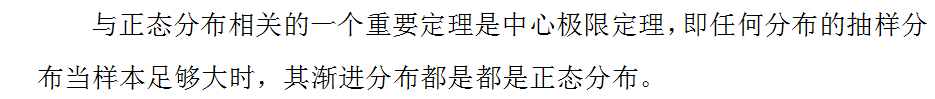 与正态分布相关的一个重要定理是中心极限定理，即任何分布的抽样分
布当样本足够大时，其渐进分布都是都是正态分布。